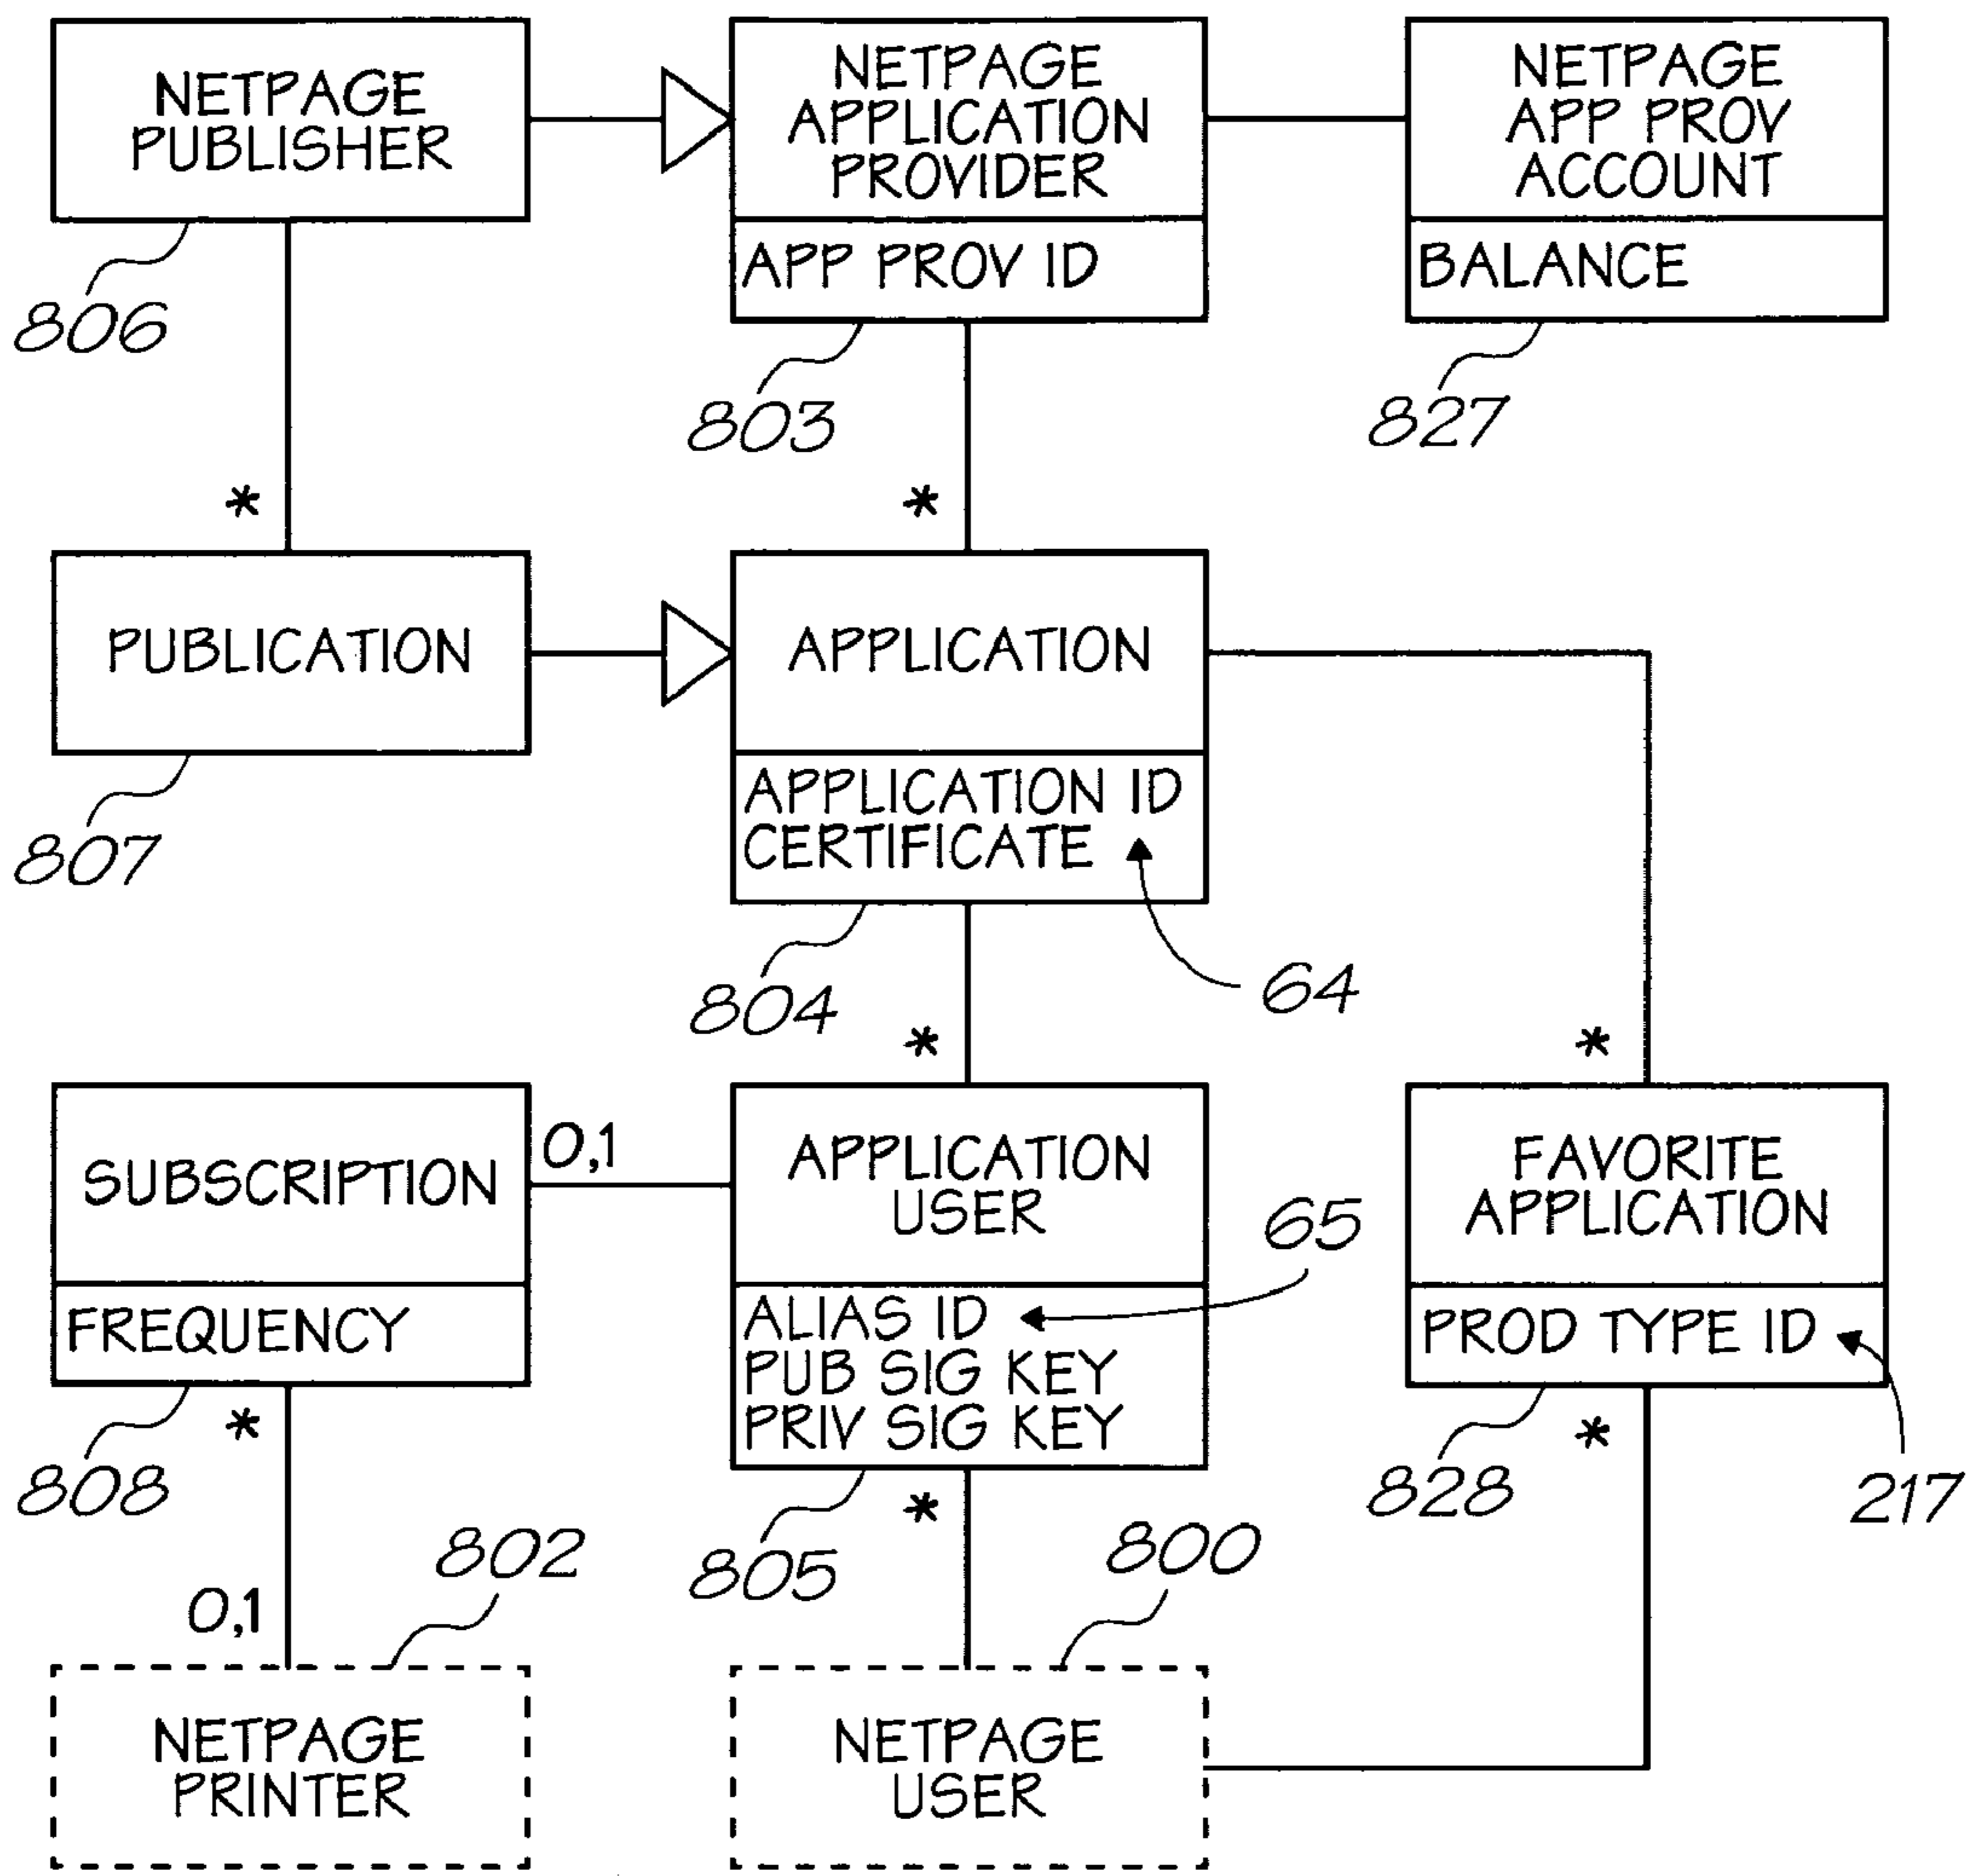 NETPAGE
PUBLISHER
NETPAGE
APPLICATION
PROVIDER
APP PROV ID
NETPAGE
APP PROV
ACCOUNT
BALANCE
806
803
827
*
*
PUBLICATION
APPLICATION
APPLICATION ID
CERTIFICATE
807
804
64
*
*
SUBSCRIPTION
FREQUENCY
0,1
APPLICATION
USER
ALIAS ID
PUB SIG KEY
PRIV SIG KEY
65
FAVORITE
APPLICATION
PROD TYPE ID
808
*
805
*
828
*
217
802
800
0,1
NETPAGE
PRINTER
NETPAGE
USER